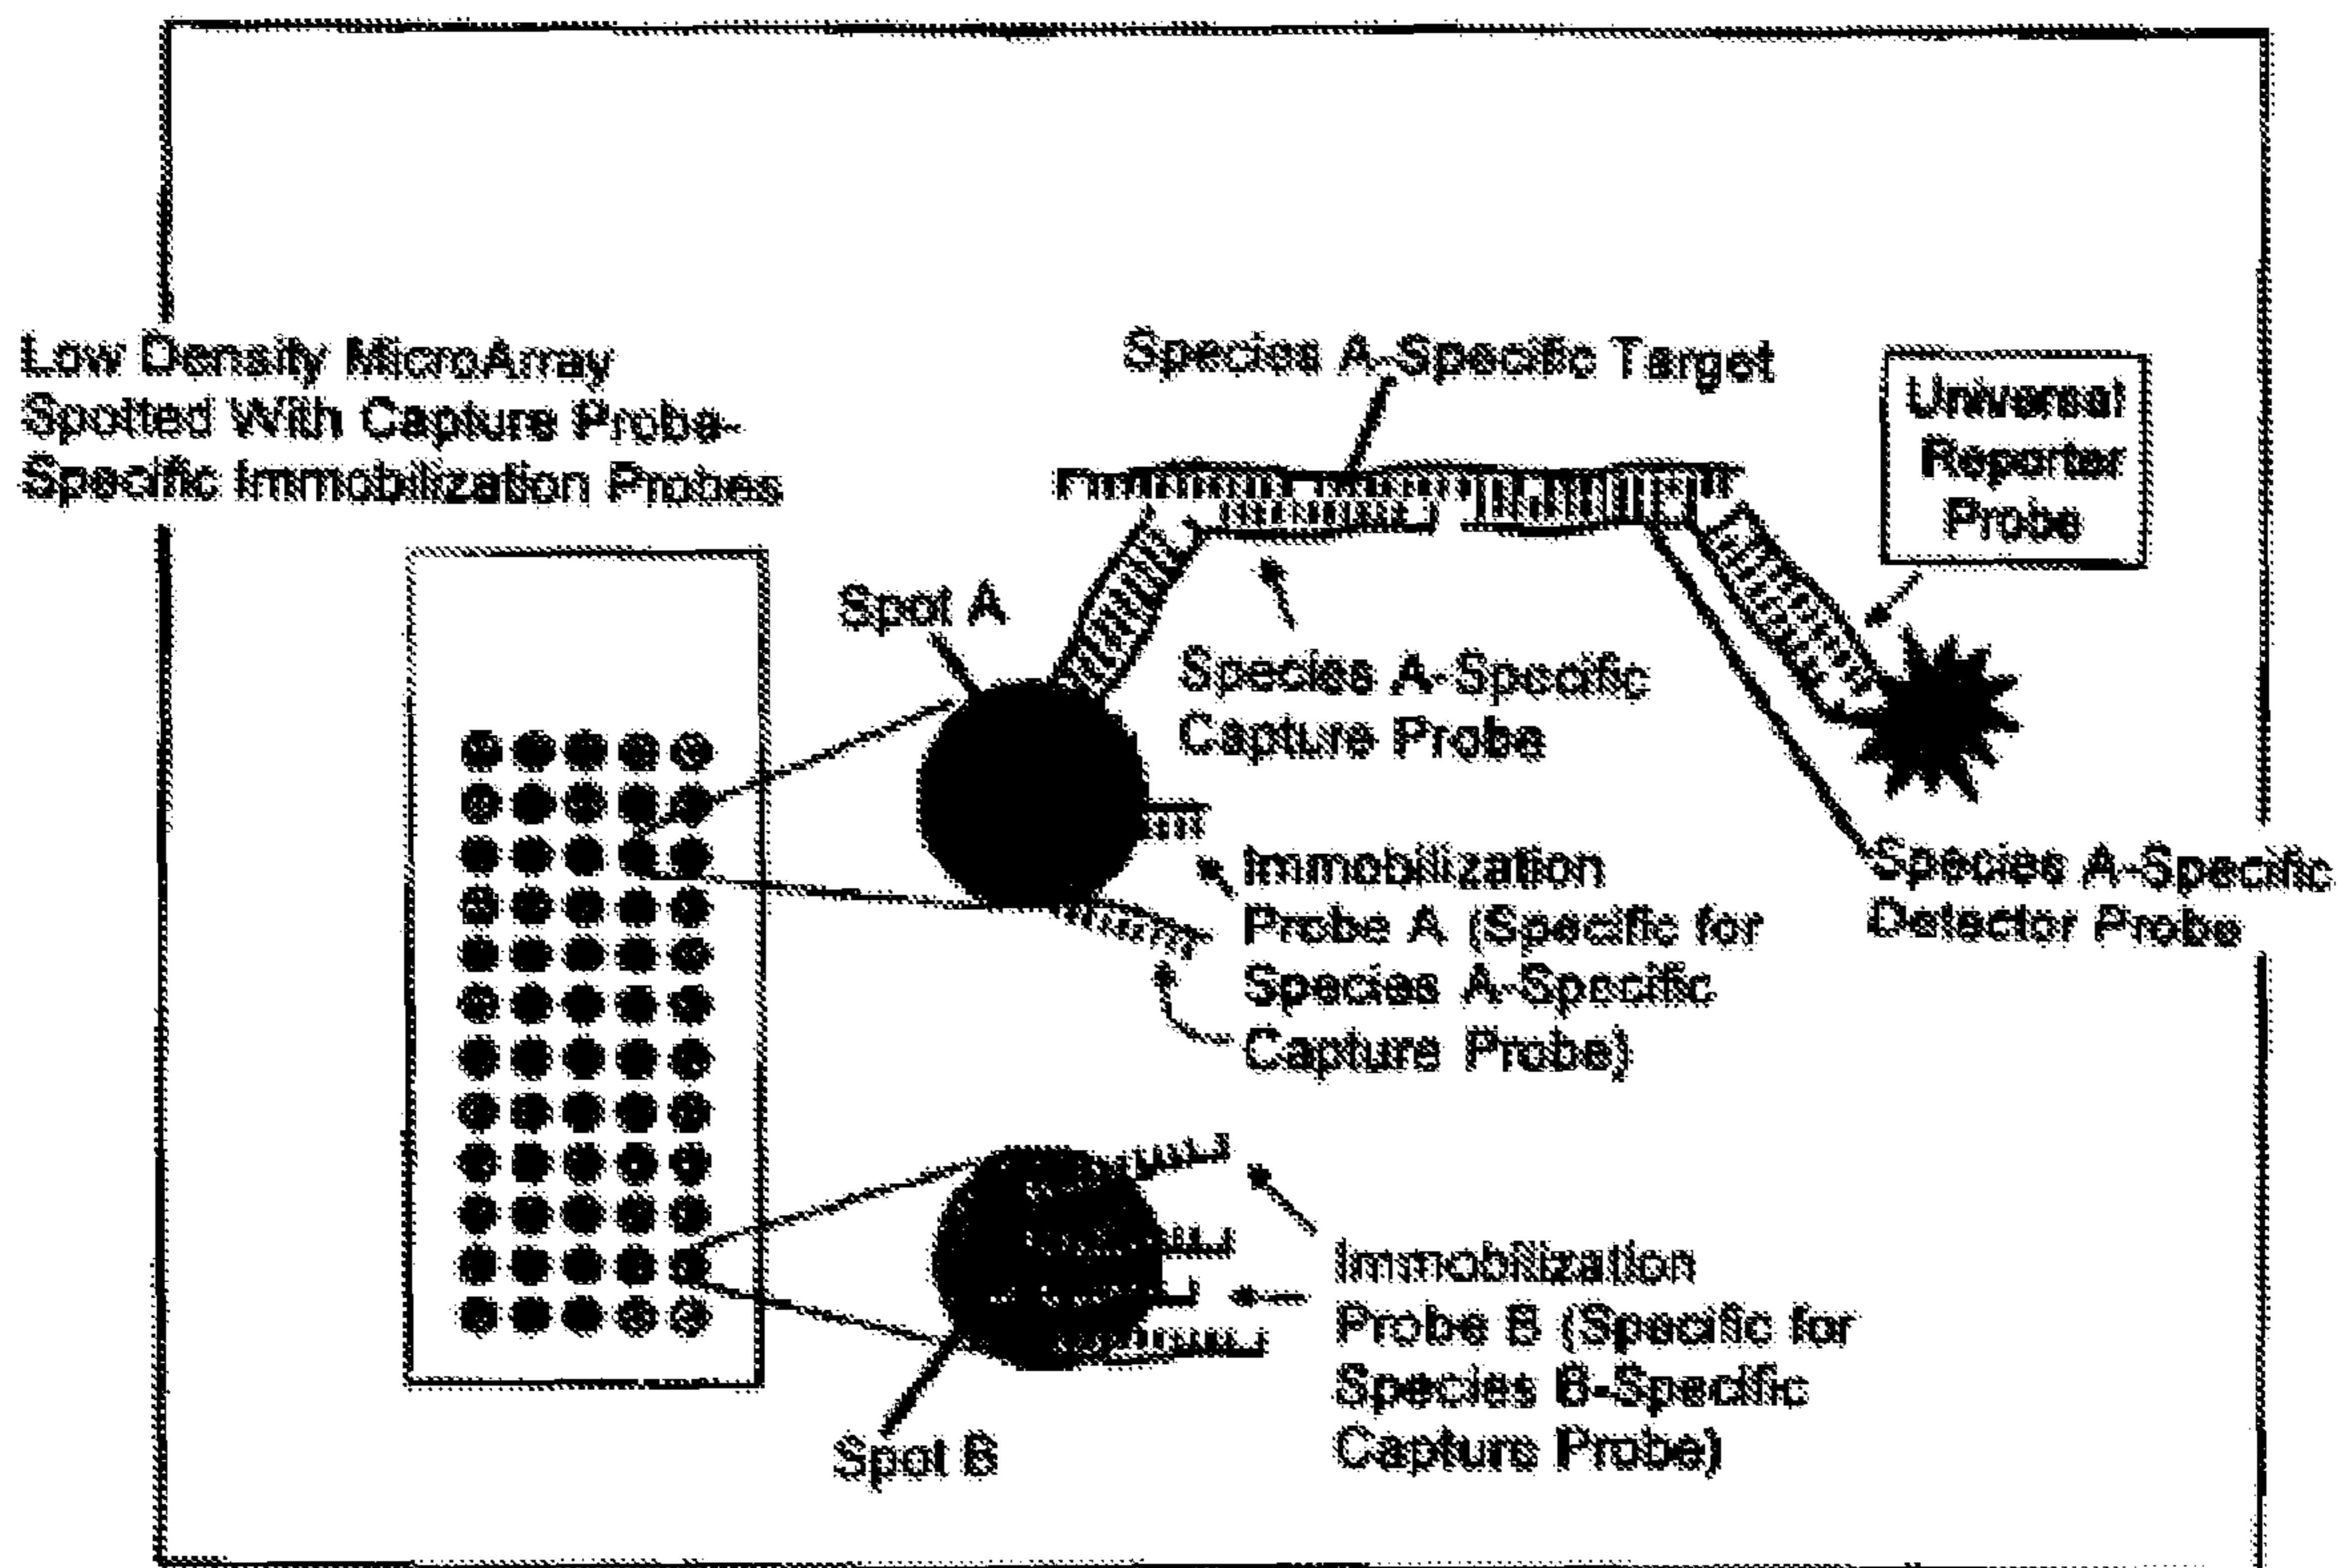 Low Density MicroArray
Spotted With Capture Probe-
Specific Immobilization Probes
Species A-Specific Target
Universal
Reporter
Probe
Spot A
Species A-Specific
Capture Probe
Immobilization
Probe A (Specific for
Species A-Specific
Capture Probe)
Species A-Specific
Detector Probe
Immobilization
Probe B (Specific for
Species B-Specific
Capture Probe)
Spot B